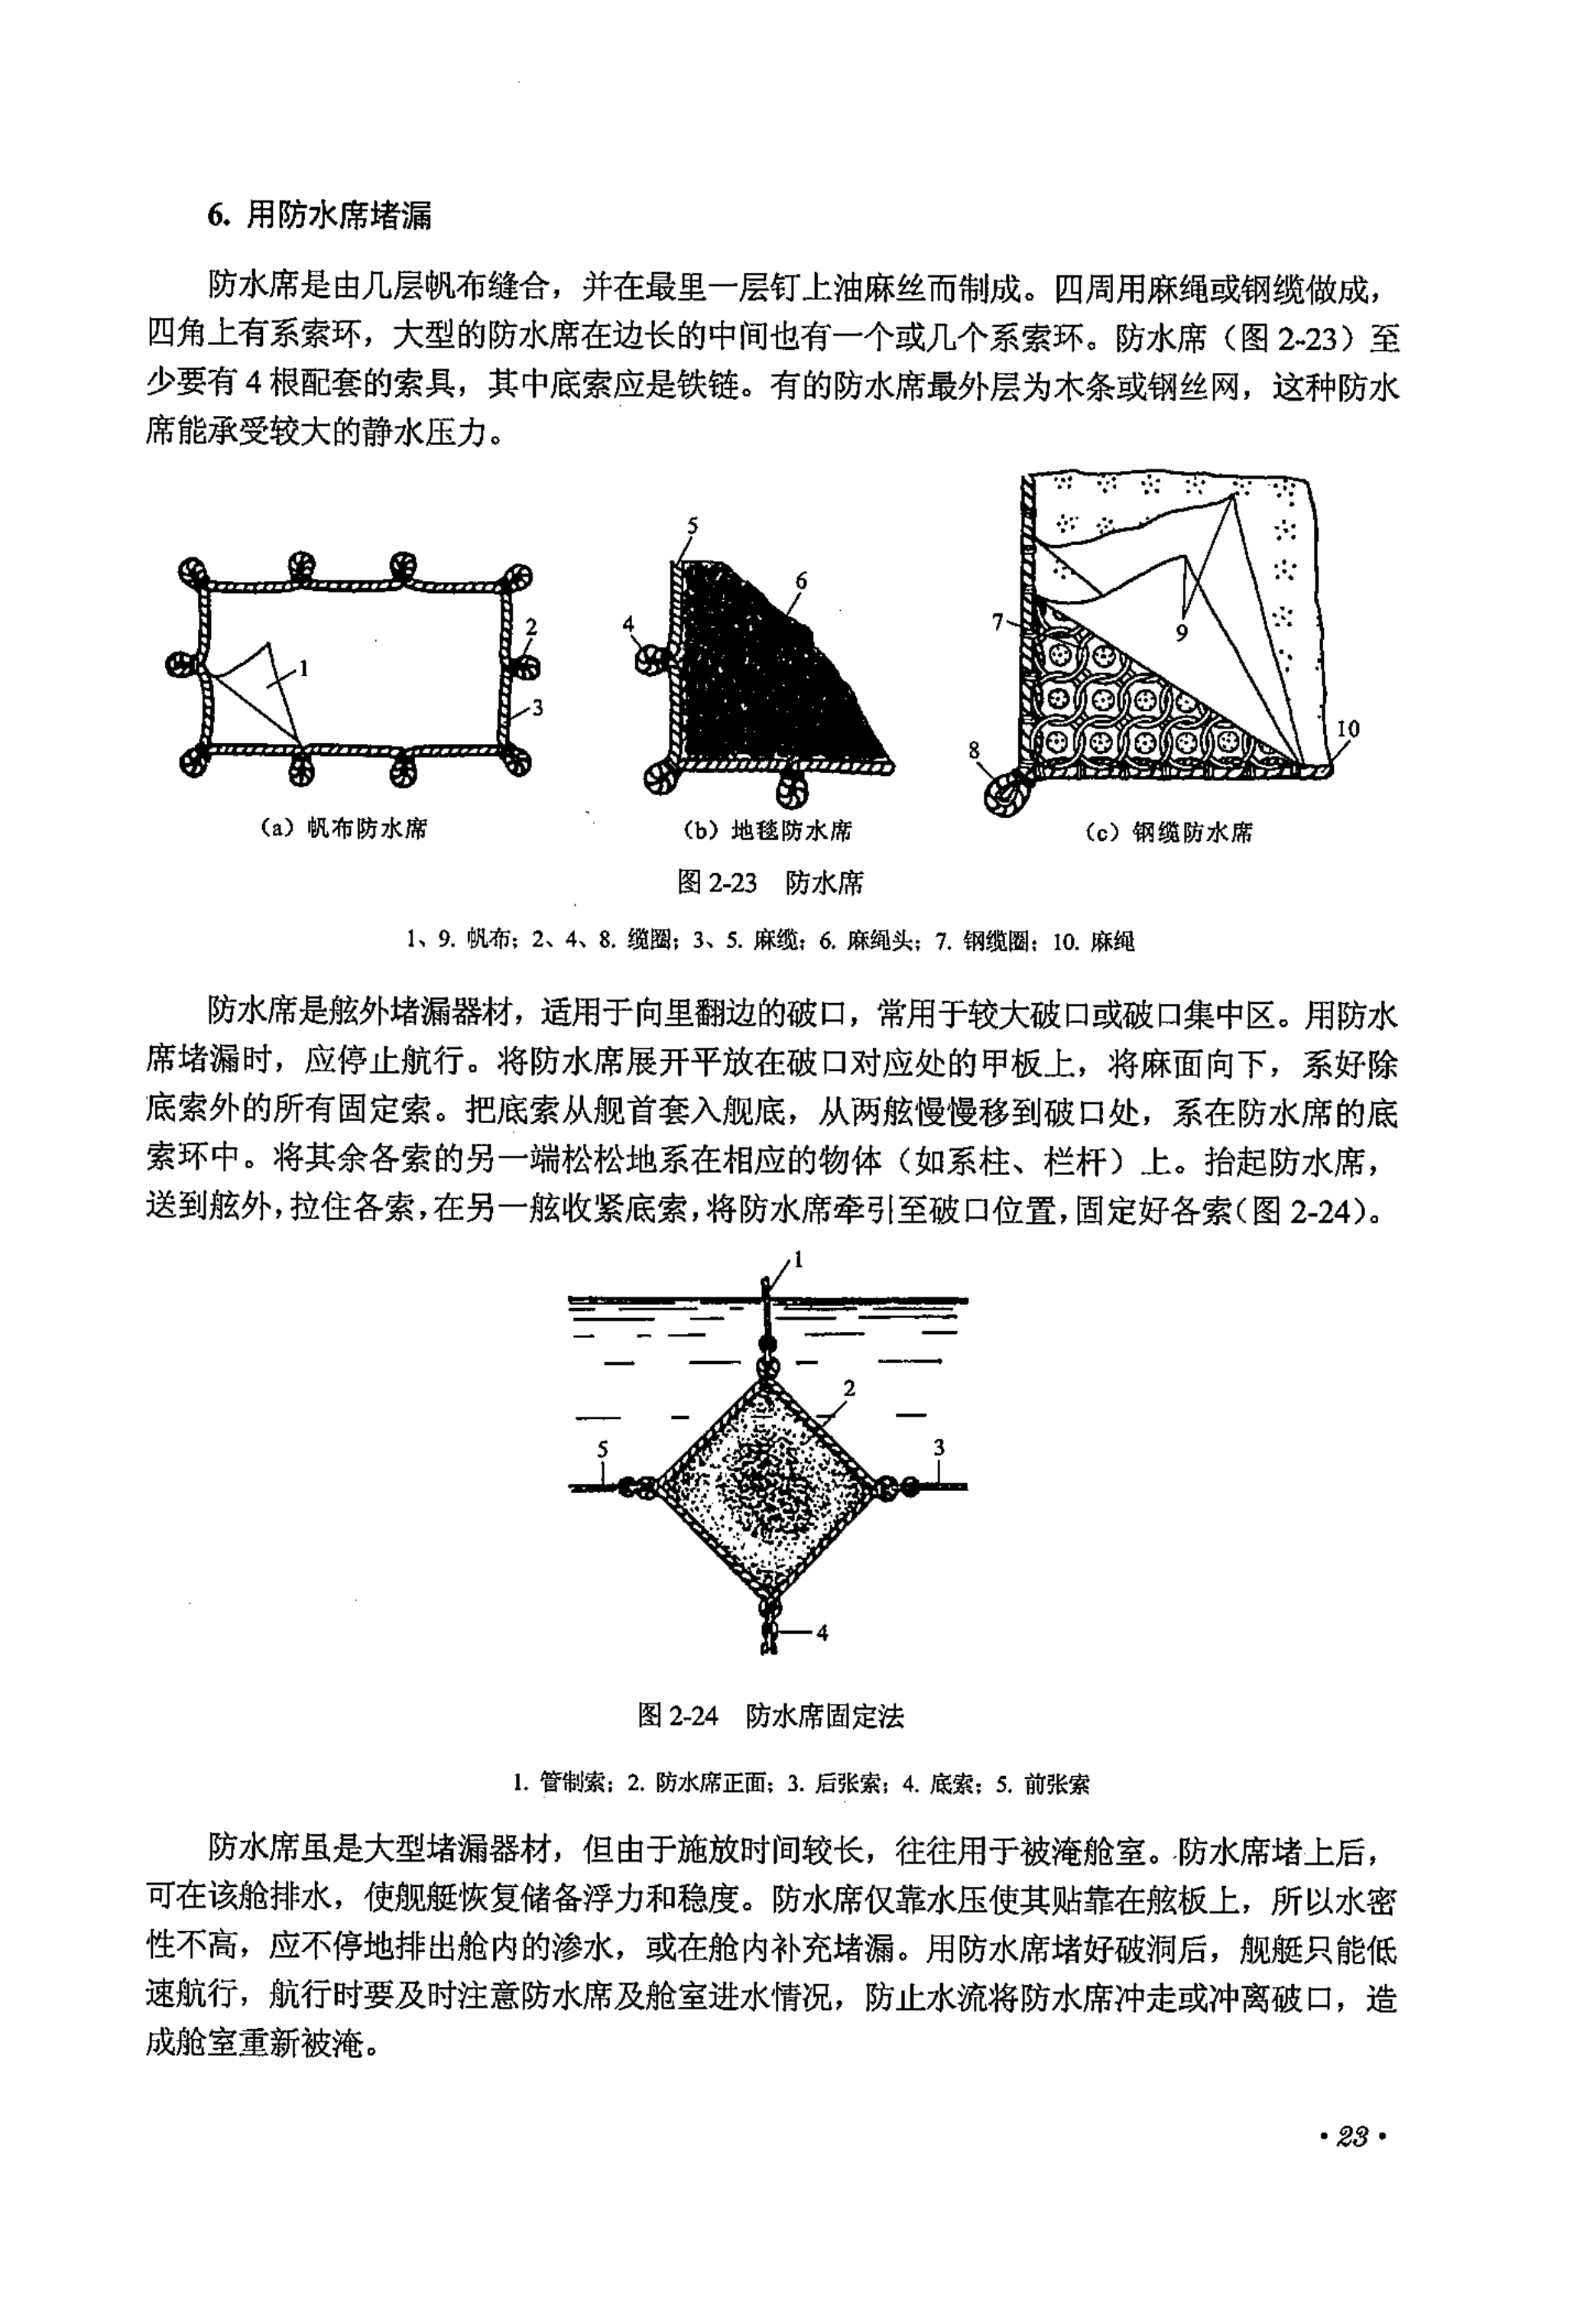 6. 用防水席堵漏
防水席是由几层帆布缝合，并在最里一层钉上油麻丝而制成。四周用麻绳或钢缆做成，
四角上有系索环，大型的防水席在边长的中间也有一个或几个系索环。防水席（图 2-23）至
少要有 4 根配套的索具，其中底索应是铁链。有的防水席最外层为木条或钢丝网，这种防水
席能承受较大的静水压力。
1
2
3
4
5
6
7
8
9
10
（a）帆布防水席
（b）地毯防水席
（c）钢缆防水席
图 2-23 防水席
1、9. 帆布；2、4、8. 缆圈；3、5. 麻缆；6. 麻绳头；7. 钢缆圈；10. 麻绳
防水席是舷外堵漏器材，适用于向里翻边的破口，常用于较大破口或破口集中区。用防水
席堵漏时，应停止航行。将防水席展开平放在破口对应处的甲板上，将麻面向下，系好除
底索外的所有固定索。把底索从舰首套入舰底，从两舷慢慢移到破口处，系在防水席的底
索环中。将其余各索的另一端松松地系在相应的物体（如系柱、栏杆）上。抬起防水席，
送到舷外，拉住各索，在另一舷收紧底索，将防水席牵引至破口位置，固定好各索（图 2-24）。
1
2
5
3
4
图 2-24 防水席固定法
1. 管制索；2. 防水席正面；3. 后张索；4. 底索；5. 前张索
防水席虽是大型堵漏器材，但由于施放时间较长，往往用于被淹舱室。防水席堵上后，
可在该舱排水，使舰艇恢复储备浮力和稳度。防水席仅靠水压使其贴靠在舷板上，所以水密
性不高，应不停地排出舱内的渗水，或在舱内补充堵漏。用防水席堵好破洞后，舰艇只能低
速航行，航行时要及时注意防水席及舱室进水情况，防止水流将防水席冲走或冲离破口，造
成舱室重新被淹。
·23·